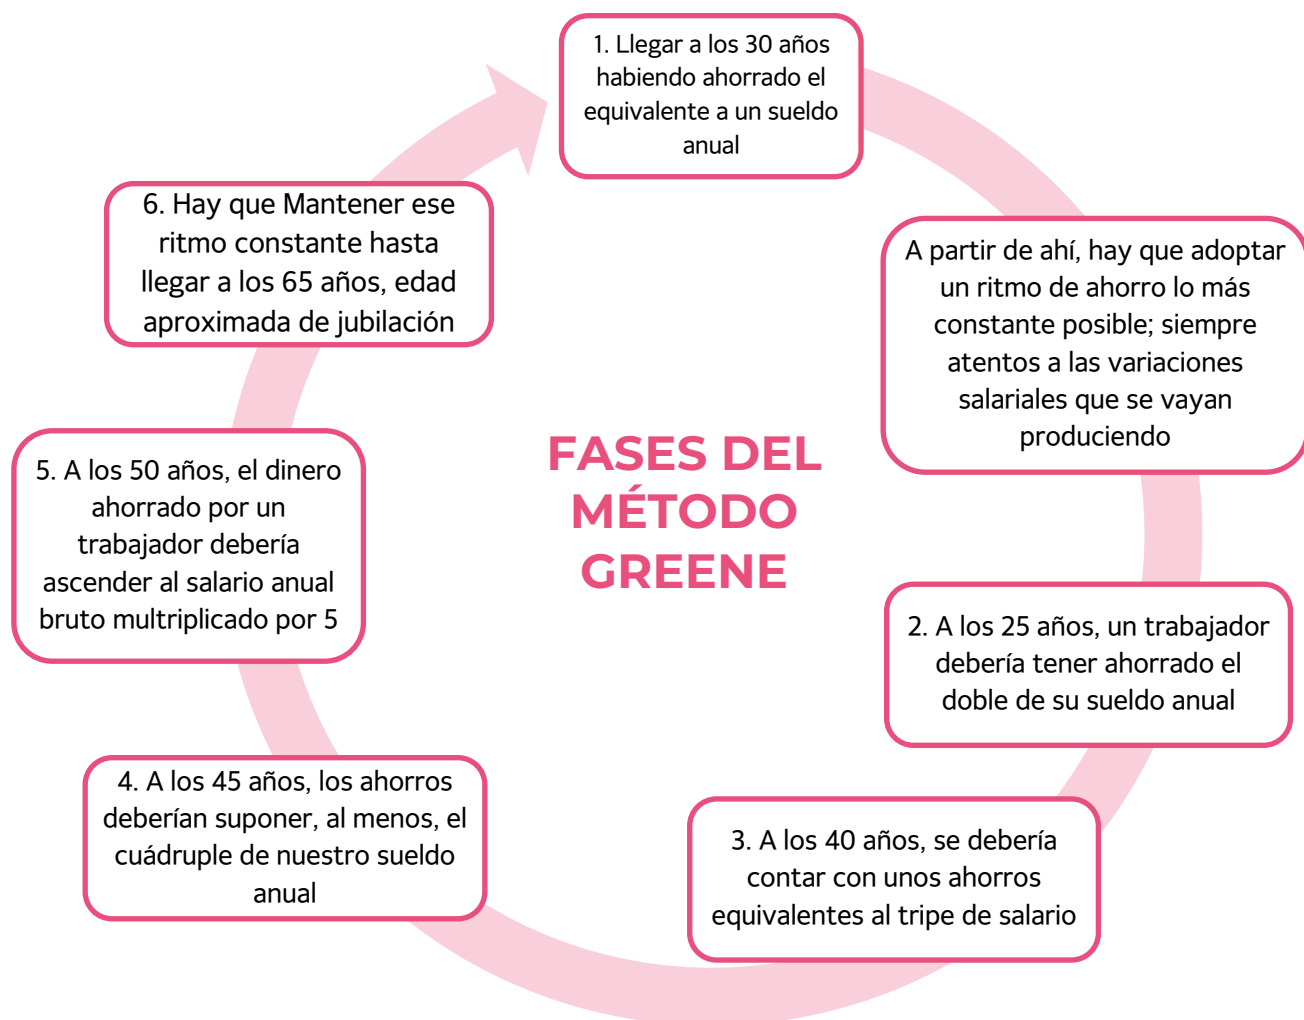 1. Llegar a los 30 años
habiendo ahorrado el
equivalente a un sueldo
anual
A partir de ahí, hay que adoptar
un ritmo de ahorro lo más
constante posible; siempre
atentos a las variaciones
salariales que se vayan
produciendo
2. A los 25 años, un trabajador
debería tener ahorrado el
doble de su sueldo anual
3. A los 40 años, se debería
contar con unos ahorros
equivalentes al tripe de salario
4. A los 45 años, los ahorros
deberían suponer, al menos, el
cuádruple de nuestro sueldo
anual
5. A los 50 años, el dinero
ahorrado por un
trabajador debería
ascender al salario anual
bruto multriplicado por 5
6. Hay que Mantener ese
ritmo constante hasta
llegar a los 65 años, edad
aproximada de jubilación
FASES DEL
MÉTODO
GREENE